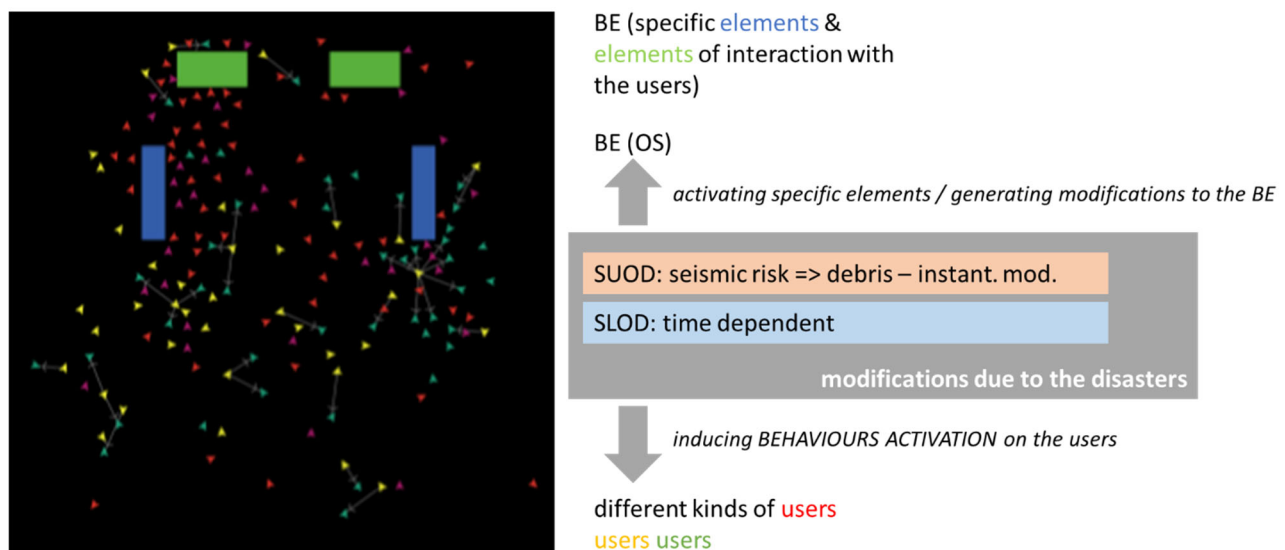 BE (specific elements &
elements of interaction with
the users)
BE (OS)
activating specific elements / generating modifications to the BE
SUOD: seismic risk => debris – instant. mod.
SLOD: time dependent
modifications due to the disasters
inducing BEHAVIOURS ACTIVATION on the users
different kinds of users
users users